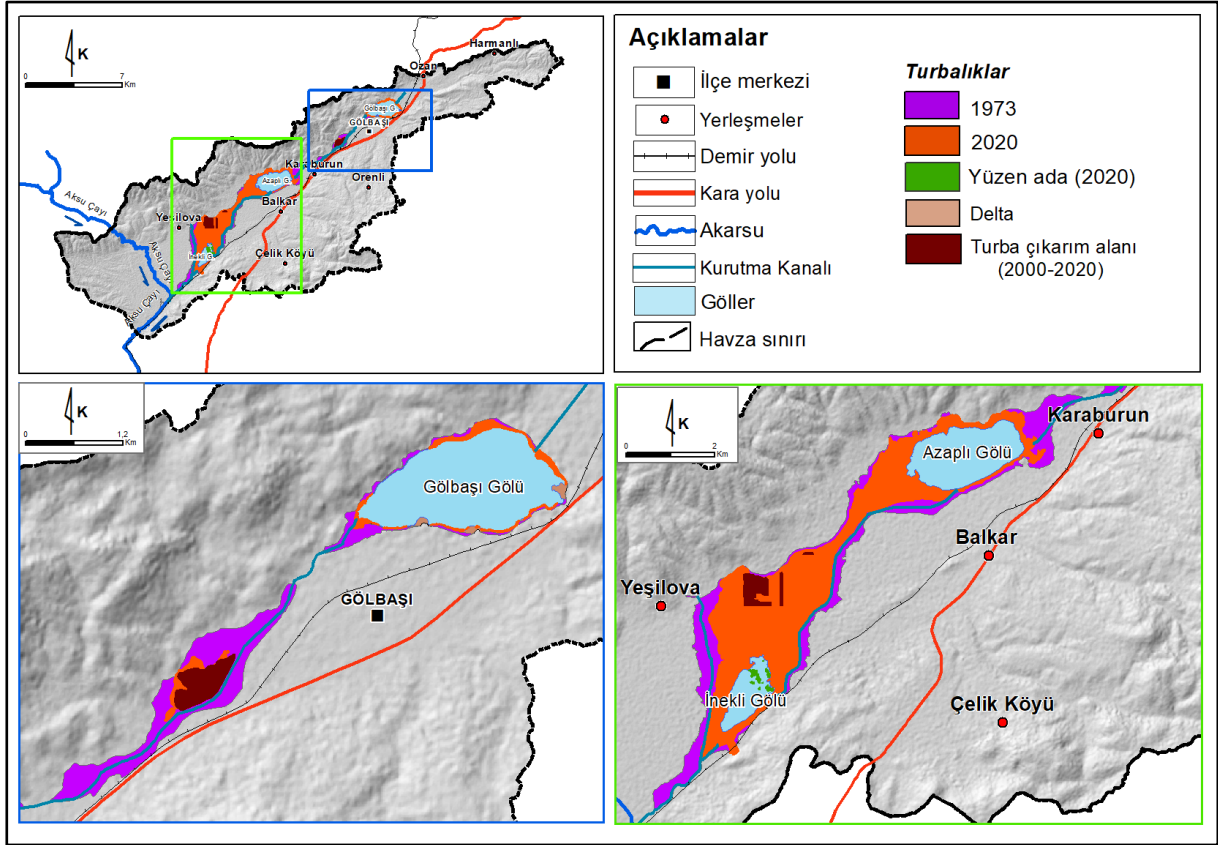 K
0 7
Km
Harmanlı
Ozan
Gölbaşı G.
GÖLBAŞI
Karaburun
Orenli
Azaplı G.
Balkar
Yeşilova
Çelik Köyü
İnekli G.
Aksu Çayı
Aksu Çayı
Aksu Çayı
Açıklamalar
İlçe merkezi
Yerleşmeler
Demir yolu
Kara yolu
Akarsu
Kurutma Kanalı
Göller
Havza sınırı
Turbalıklar
1973
2020
Yüzen ada (2020)
Delta
Turba çıkarım alanı
(2000-2020)
K
0 1,2
Km
Gölbaşı Gölü
GÖLBAŞI
K
0 2
Km
Karaburun
Azaplı Gölü
Balkar
Yeşilova
İnekli Gölü
Çelik Köyü